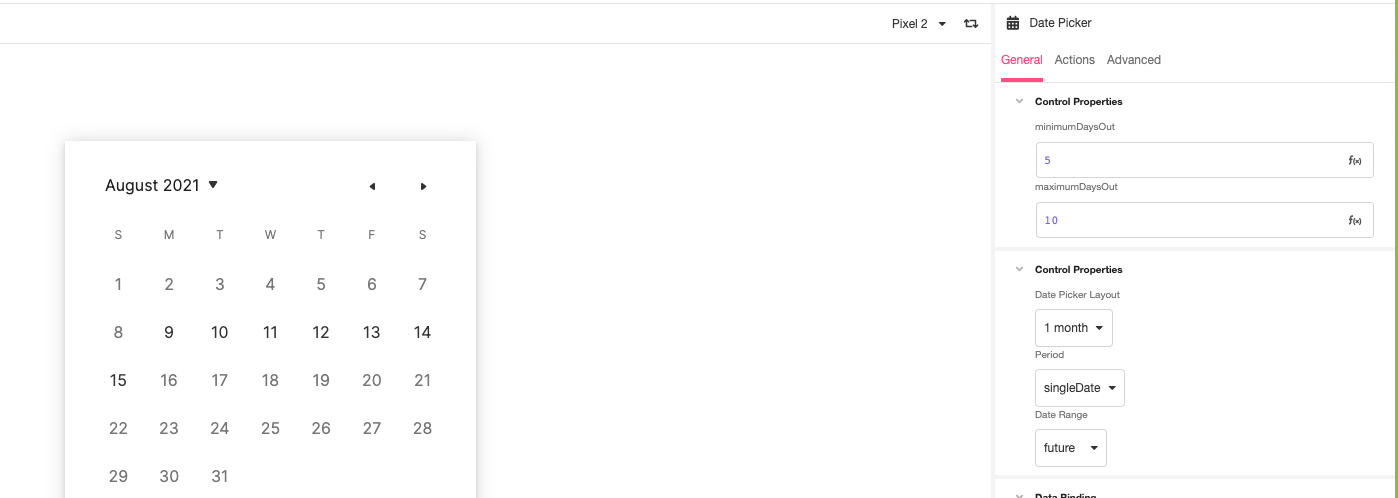 Pixel 2
Date Picker
General Actions Advanced
Control Properties
minimumDaysOut
5 f(x)
maximumDaysOut
10 f(x)
Control Properties
Date Picker Layout
1 month
Period
singleDate
Date Range
future
Data Binding
August 2021
S M T W T F S
1 2 3 4 5 6 7
8 9 10 11 12 13 14
15 16 17 18 19 20 21
22 23 24 25 26 27 28
29 30 31